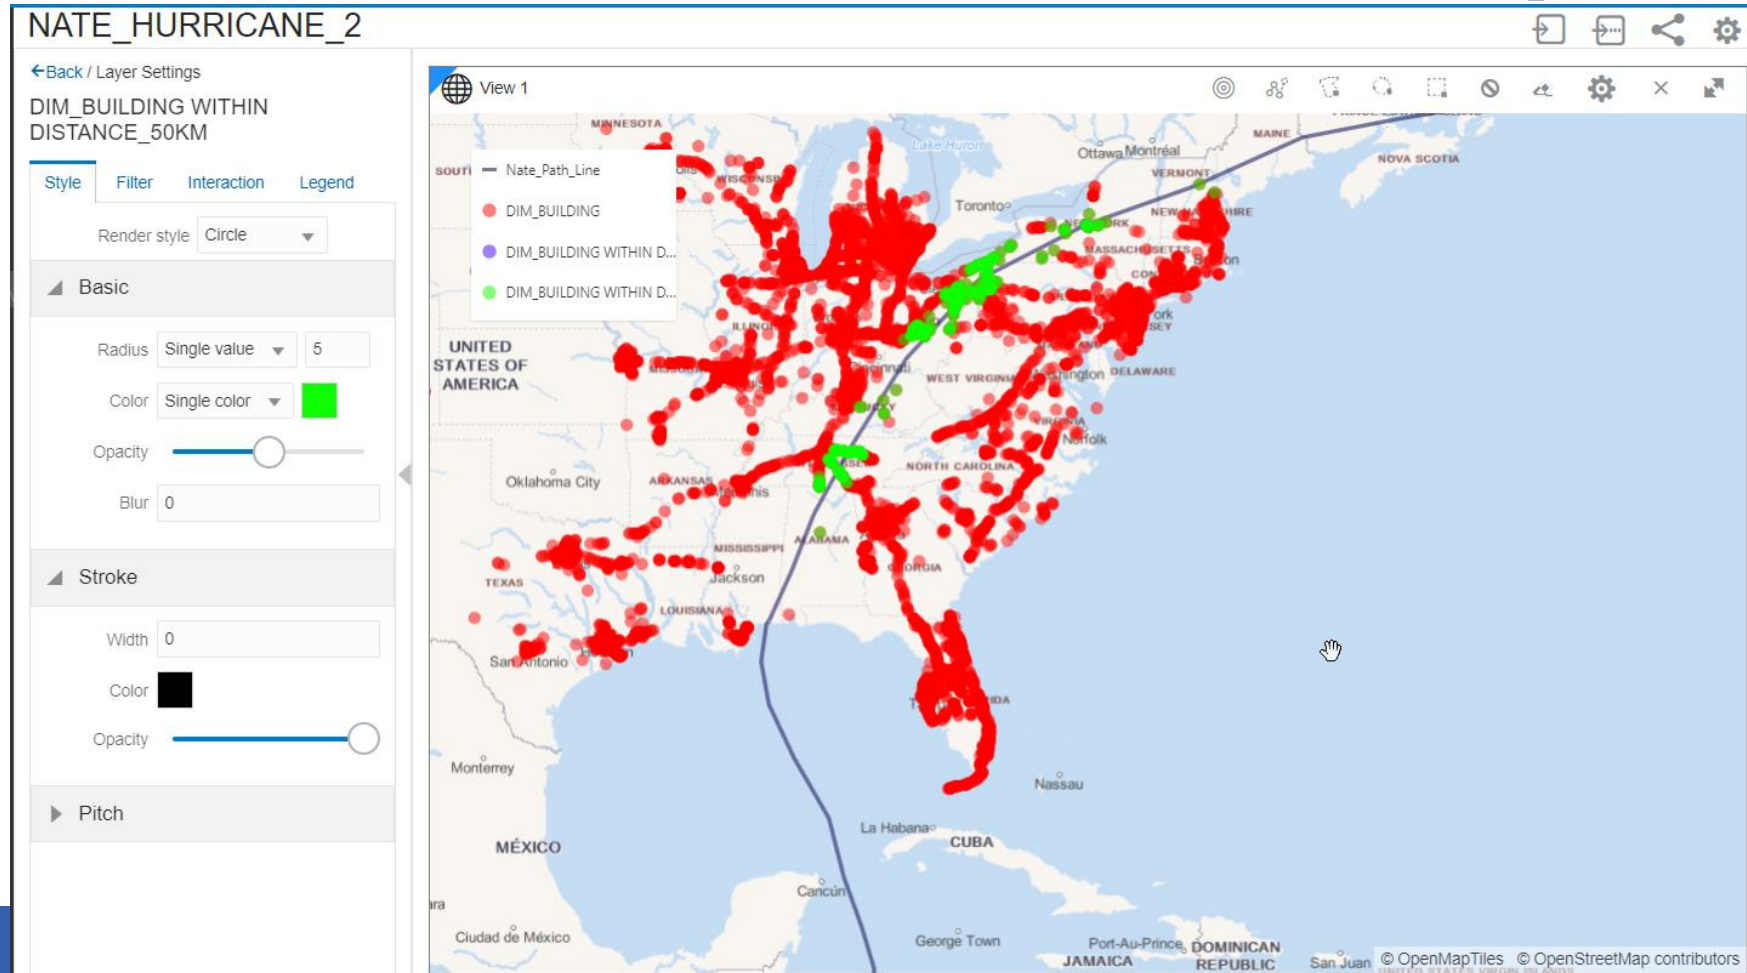 NATE_HURRICANE_2
Back / Layer Settings
DIM_BUILDING WITHIN
DISTANCE_50KM
Style Filter Interaction Legend
Render style Circle
Basic
Radius Single value 5
Color Single color
Opacity
Blur 0
Stroke
Width 0
Color
Opacity
Pitch
View 1
Nate_Path_Line
DIM_BUILDING
DIM_BUILDING WITHIN D...
DIM_BUILDING WITHIN D...
MINNESOTA
Lake Huron
Ottawa
Montréal
MAINE
NOVA SCOTIA
VERMONT
Toronto
MASSACHUSETTS
UNITED
STATES OF
AMERICA
WEST VIRGINIA
DELAWARE
Norfolk
NORTH CAROLINA
Oklahoma City
ARKANSAS
MISSISSIPPI
ALABAMA
Jackson
TEXAS
LOUISIANA
San Antonio
Monterrey
Nassau
La Habana
CUBA
MÉXICO
Cancún
Ciudad de México
George Town
Port-Au-Prince
DOMINICAN
REPUBLIC
JAMAICA
San Juan
© OpenMapTiles © OpenStreetMap contributors